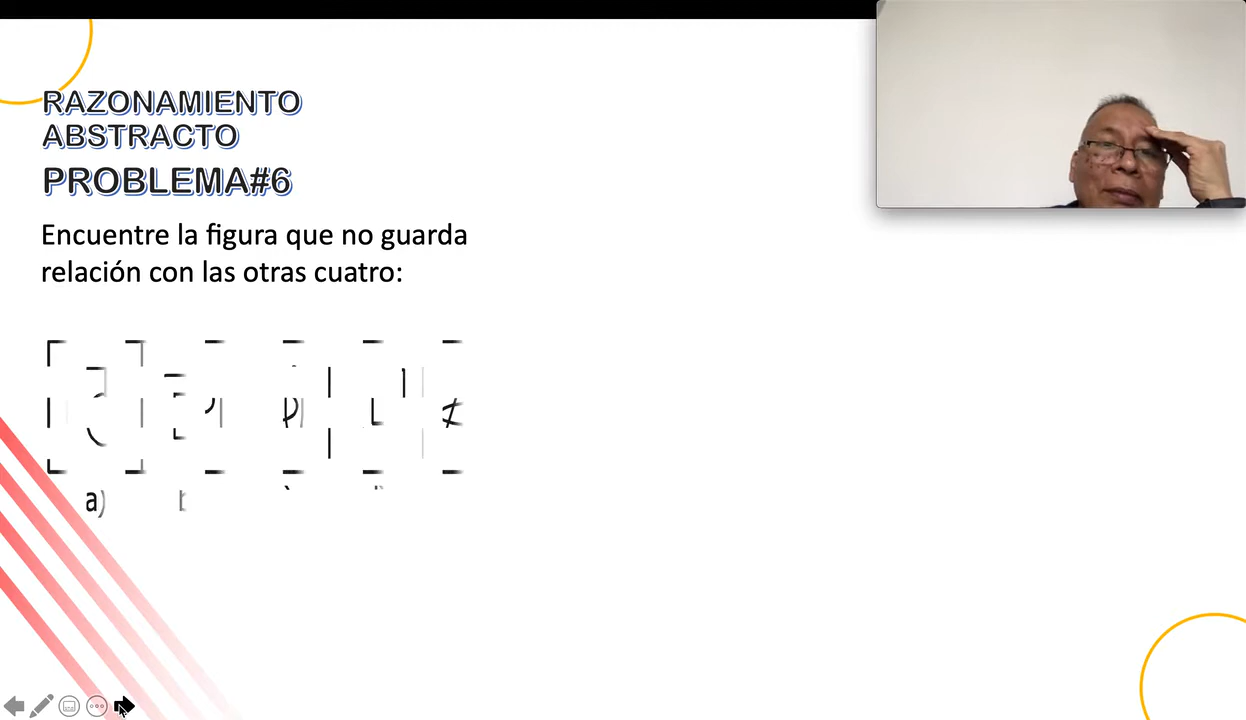 RAZONAMIENTO
ABSTRACTO
PROBLEMA#6
Encuentre la figura que no guarda
relación con las otras cuatro:
a)